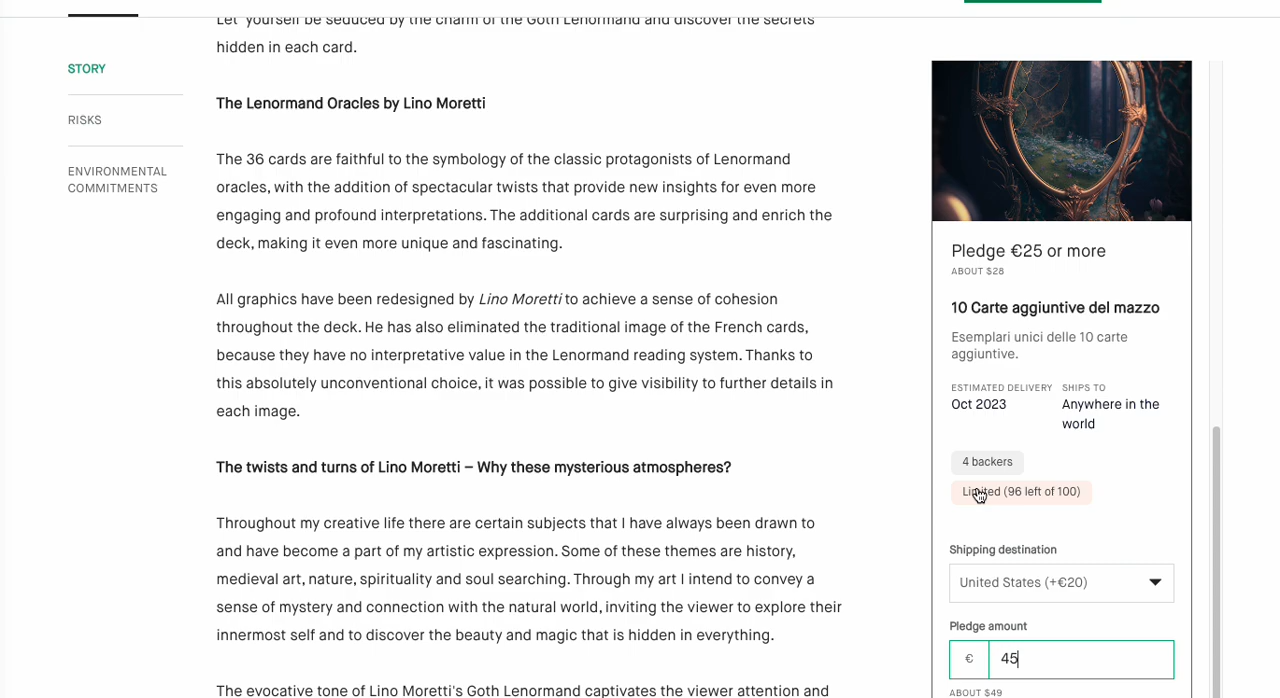 Let yourself be seduced by the charm of the Goth Lenormand and discover the secrets
hidden in each card.
STORY
RISKS
ENVIRONMENTAL
COMMITMENTS
The Lenormand Oracles by Lino Moretti
The 36 cards are faithful to the symbology of the classic protagonists of Lenormand
oracles, with the addition of spectacular twists that provide new insights for even more
engaging and profound interpretations. The additional cards are surprising and enrich the
deck, making it even more unique and fascinating.
All graphics have been redesigned by Lino Moretti to achieve a sense of cohesion
throughout the deck. He has also eliminated the traditional image of the French cards,
because they have no interpretative value in the Lenormand reading system. Thanks to
this absolutely unconventional choice, it was possible to give visibility to further details in
each image.
The twists and turns of Lino Moretti – Why these mysterious atmospheres?
Throughout my creative life there are certain subjects that I have always been drawn to
and have become a part of my artistic expression. Some of these themes are history,
medieval art, nature, spirituality and soul searching. Through my art I intend to convey a
sense of mystery and connection with the natural world, inviting the viewer to explore their
innermost self and to discover the beauty and magic that is hidden in everything.
The evocative tone of Lino Moretti's Goth Lenormand captivates the viewer attention and
Pledge €25 or more
ABOUT $28
10 Carte aggiuntive del mazzo
Esemplari unici delle 10 carte
aggiuntive.
ESTIMATED DELIVERY
Oct 2023
SHIPS TO
Anywhere in the
world
4 backers
Limited (96 left of 100)
Shipping destination
United States (+€20)
Pledge amount
€ 45
ABOUT $49